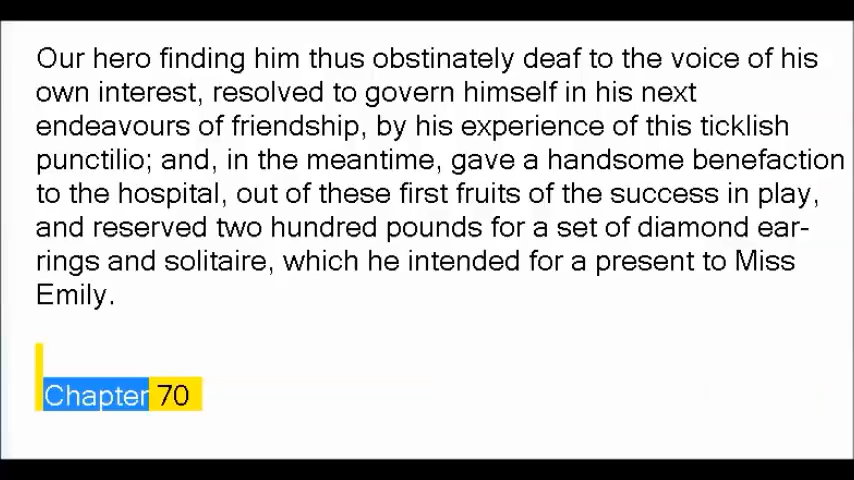 Our hero finding him thus obstinately deaf to the voice of his
own interest, resolved to govern himself in his next
endeavours of friendship, by his experience of this ticklish
punctilio; and, in the meantime, gave a handsome benefaction
to the hospital, out of these first fruits of the success in play,
and reserved two hundred pounds for a set of diamond ear-
rings and solitaire, which he intended for a present to Miss
Emily.
Chapter 70